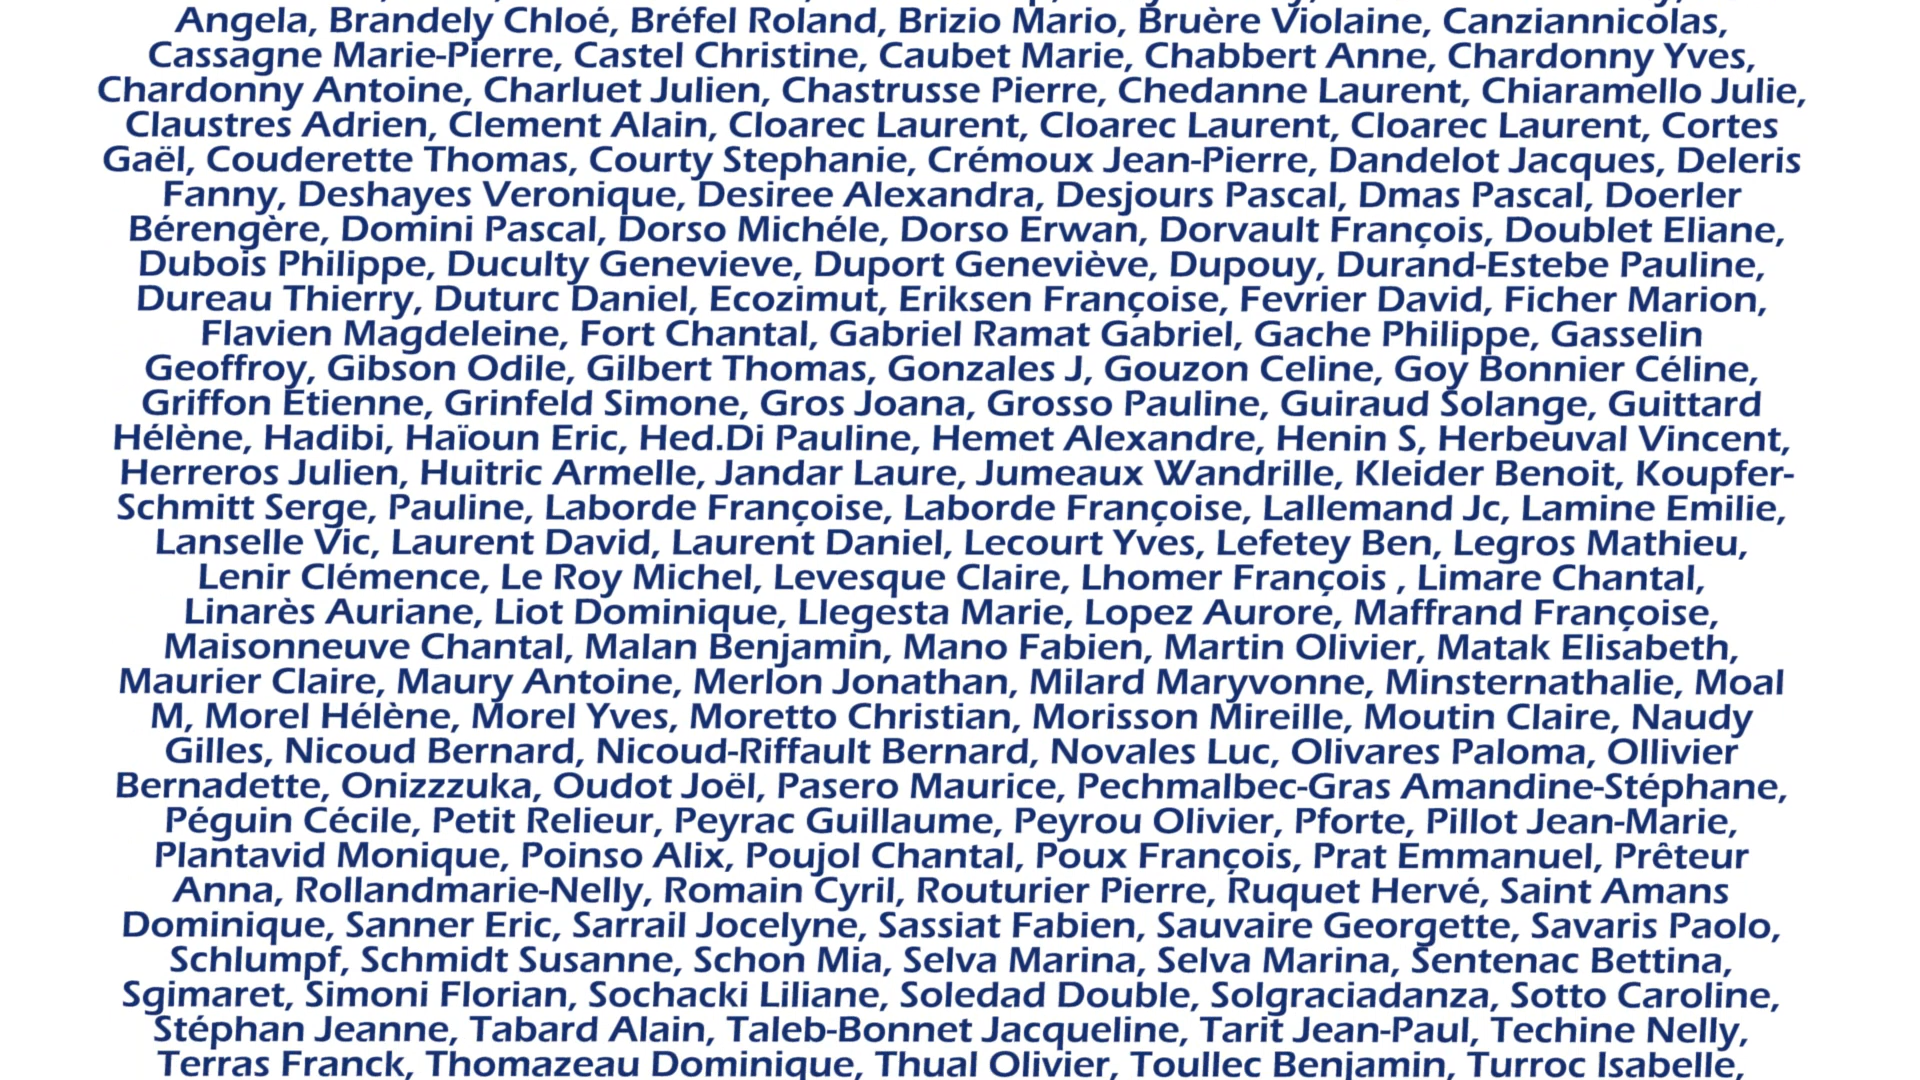 Angela, Brandely Chloé, Bréfel Roland, Brizio Mario, Bruère Violaine, Canziannicolas,
Cassagne Marie-Pierre, Castel Christine, Caubet Marie, Chabbert Anne, Chardonny Yves,
Chardonny Antoine, Charluet Julien, Chastrusse Pierre, Chedanne Laurent, Chiaramello Julie,
Claustres Adrien, Clement Alain, Cloarec Laurent, Cloarec Laurent, Cloarec Laurent, Cortes
Gaël, Couderette Thomas, Courty Stephanie, Crémoux Jean-Pierre, Dandelot Jacques, Deleris
Fanny, Deshayes Veronique, Desiree Alexandra, Desjours Pascal, Dmas Pascal, Doerler
Bérengère, Domini Pascal, Dorso Michéle, Dorso Erwan, Dorvault François, Doublet Eliane,
Dubois Philippe, Duculty Genevieve, Duport Geneviève, Dupouy, Durand-Estebe Pauline,
Dureau Thierry, Duturc Daniel, Ecozimut, Eriksen Françoise, Fevrier David, Ficher Marion,
Flavien Magdeleine, Fort Chantal, Gabriel Ramat Gabriel, Gache Philippe, Gasselin
Geoffroy, Gibson Odile, Gilbert Thomas, Gonzales J, Gouzon Celine, Goy Bonnier Céline,
Griffon Etienne, Grinfeld Simone, Gros Joana, Grosso Pauline, Guiraud Solange, Guittard
Hélène, Hadibi, Haïoun Eric, Hed.Di Pauline, Hemet Alexandre, Henin S, Herbeuval Vincent,
Herreros Julien, Huitric Armelle, Jandar Laure, Jumeaux Wandrille, Kleider Benoit, Koupfer-
Schmitt Serge, Pauline, Laborde Françoise, Laborde Françoise, Lallemand Jc, Lamine Emilie,
Lanselle Vic, Laurent David, Laurent Daniel, Lecourt Yves, Lefetey Ben, Legros Mathieu,
Lenir Clémence, Le Roy Michel, Levesque Claire, Lhomer François , Limare Chantal,
Linarès Auriane, Liot Dominique, Llegesta Marie, Lopez Aurore, Maffrand Françoise,
Maisonneuve Chantal, Malan Benjamin, Mano Fabien, Martin Olivier, Matak Elisabeth,
Maurier Claire, Maury Antoine, Merlon Jonathan, Milard Maryvonne, Minsternathalie, Moal
M, Morel Hélène, Morel Yves, Moretto Christian, Morisson Mireille, Moutin Claire, Naudy
Gilles, Nicoud Bernard, Nicoud-Riffault Bernard, Novales Luc, Olivares Paloma, Ollivier
Bernadette, Onizzzuka, Oudot Joël, Pasero Maurice, Pechmalbec-Gras Amandine-Stéphane,
Péguin Cécile, Petit Relieur, Peyrac Guillaume, Peyrou Olivier, Pforte, Pillot Jean-Marie,
Plantavid Monique, Poinso Alix, Poujol Chantal, Poux François, Prat Emmanuel, Prêteur
Anna, Rollandmarie-Nelly, Romain Cyril, Routurier Pierre, Ruquet Hervé, Saint Amans
Dominique, Sanner Eric, Sarrail Jocelyne, Sassiat Fabien, Sauvaire Georgette, Savaris Paolo,
Schlumpf, Schmidt Susanne, Schon Mia, Selva Marina, Selva Marina, Sentenac Bettina,
Sgimaret, Simoni Florian, Sochacki Liliane, Soledad Double, Solgraciadanza, Sotto Caroline,
Stéphan Jeanne, Tabard Alain, Taleb-Bonnet Jacqueline, Tarit Jean-Paul, Techine Nelly,
Terras Franck, Thomazeau Dominique, Thual Olivier, Toullec Benjamin, Turroc Isabelle,